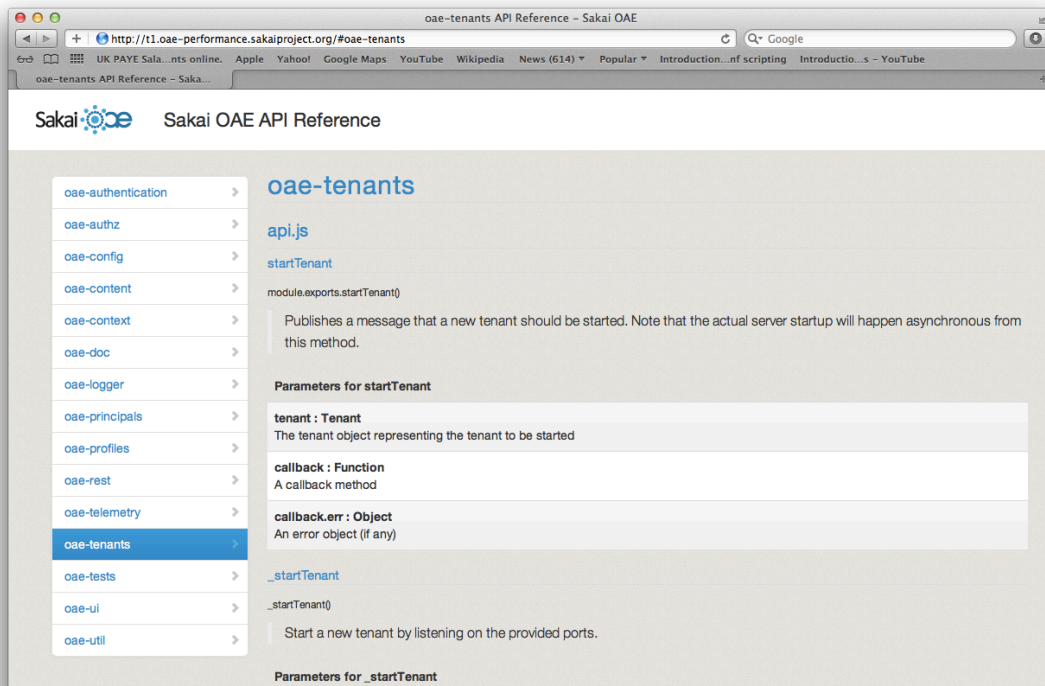 oae-tenants API Reference – Sakai OAE
http://t1.oae-performance.sakaiproject.org/#oae-tenants
Google
UK PAYE Sala...nts online. Apple Yahoo! Google Maps YouTube Wikipedia News (614) Popular Introduction...nf scripting Introductio...s – YouTube
oae-tenants API Reference – Saka...
Sakai oae
Sakai OAE API Reference
oae-authentication
oae-authz
oae-config
oae-content
oae-context
oae-doc
oae-logger
oae-principals
oae-profiles
oae-rest
oae-telemetry
oae-tenants
oae-tests
oae-ui
oae-util
oae-tenants
api.js
startTenant
module.exports.startTenant()
Publishes a message that a new tenant should be started. Note that the actual server startup will happen asynchronous from
this method.
Parameters for startTenant
tenant : Tenant
The tenant object representing the tenant to be started
callback : Function
A callback method
callback.err : Object
An error object (if any)
_startTenant
_startTenant()
Start a new tenant by listening on the provided ports.
Parameters for _startTenant